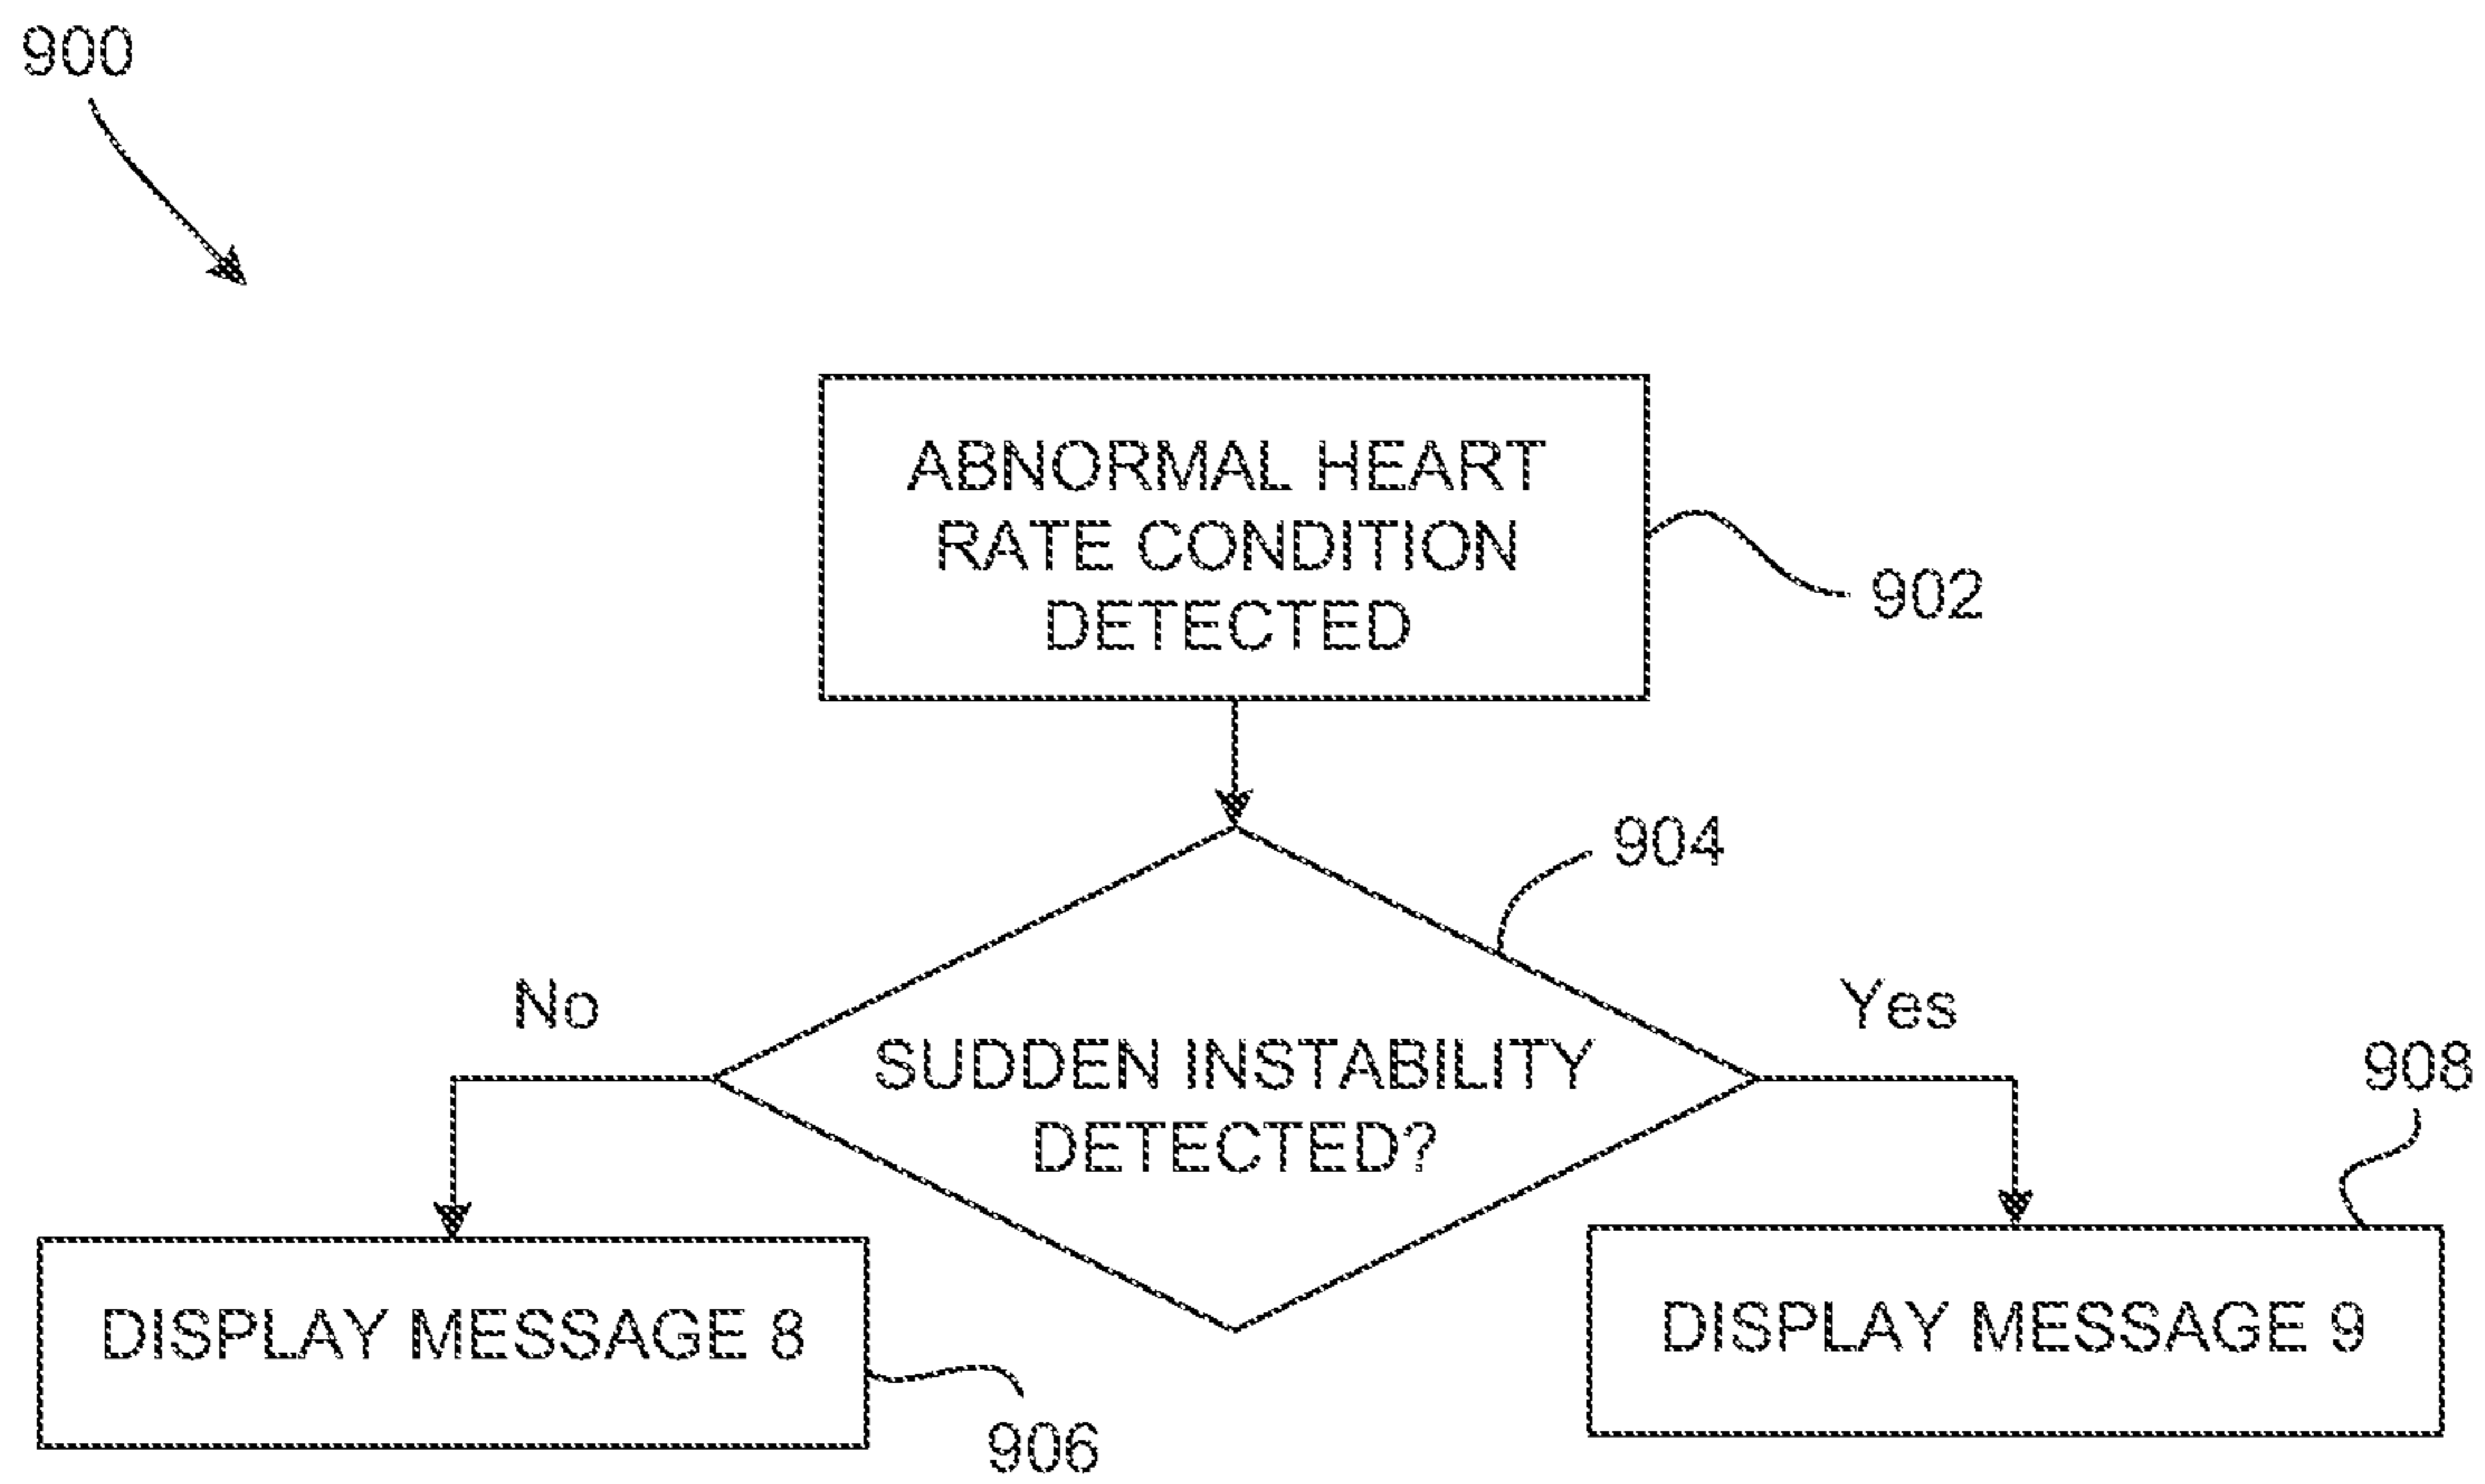 900
ABNORMAL HEART
RATE CONDITION
DETECTED
902
904
No
Yes
SUDDEN INSTABILITY
DETECTED?
908
DISPLAY MESSAGE 8
DISPLAY MESSAGE 9
906